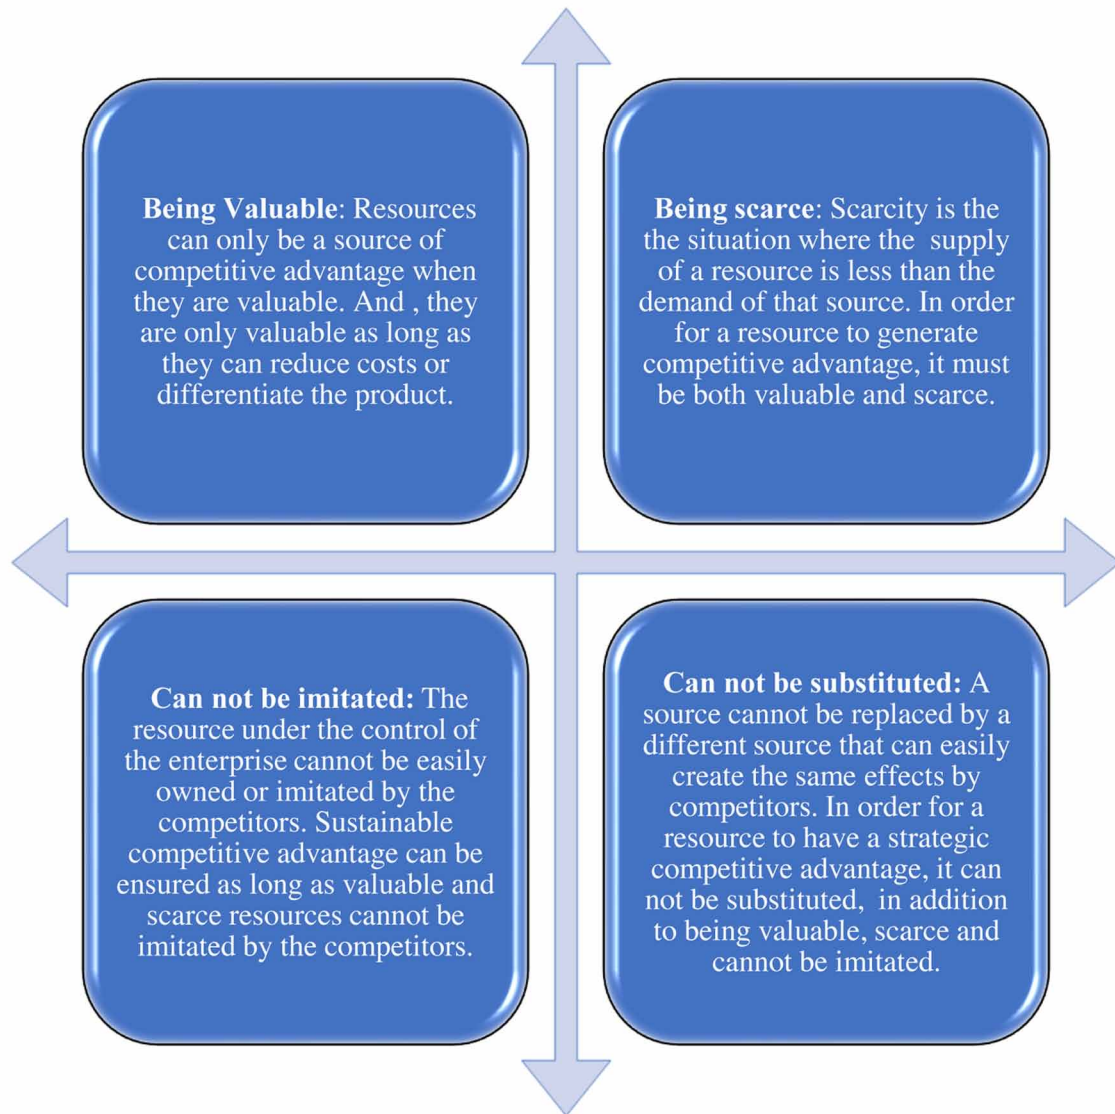 Being Valuable: Resources
can only be a source of
competitive advantage when
they are valuable. And , they
are only valuable as long as
they can reduce costs or
differentiate the product.
Being scarce: Scarcity is the
the situation where the  supply
of a resource is less than the
demand of that source. In order
for a resource to generate
competitive advantage, it must
be both valuable and scarce.
Can not be imitated: The
resource under the control of
the enterprise cannot be easily
owned or imitated by the
competitors. Sustainable
competitive advantage can be
ensured as long as valuable and
scarce resources cannot be
imitated by the competitors.
Can not be substituted: A
source cannot be replaced by a
different source that can easily
create the same effects by
competitors. In order for a
resource to have a strategic
competitive advantage, it can
not be substituted,  in addition
to being valuable, scarce and
cannot be imitated.